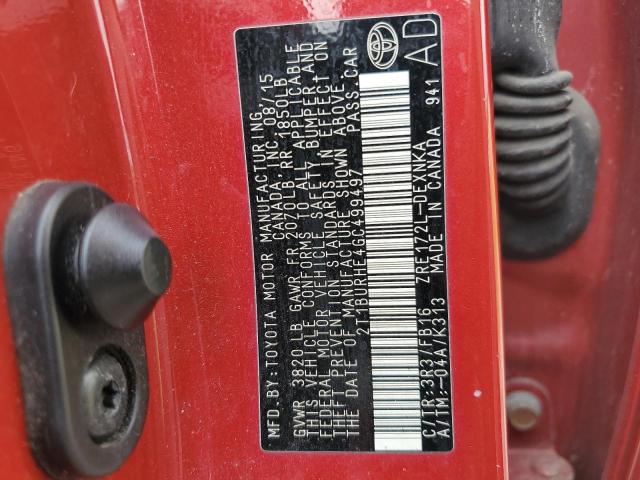 MFD.BY:TOYOTA MOTOR MANUFACTURING
CANADA, INC. 08/15
GVWR 3820 LB GAWR FR 2070LB RR 1850LB
THIS VEHICLE CONFORMS TO ALL APPLICABLE
FEDERAL MOTOR VEHICLE SAFETY, BUMPER, AND
THEFT PREVENTION STANDARDS IN EFFECT ON
THE DATE OF MANUFACTURE SHOWN ABOVE.
2T1BURHE4GC499497 PASS.CAR
AD
C/TR:3R3/FB16 ZRE172L-DEXNKA
A/TM:-04A/K313 MADE IN CANADA 941